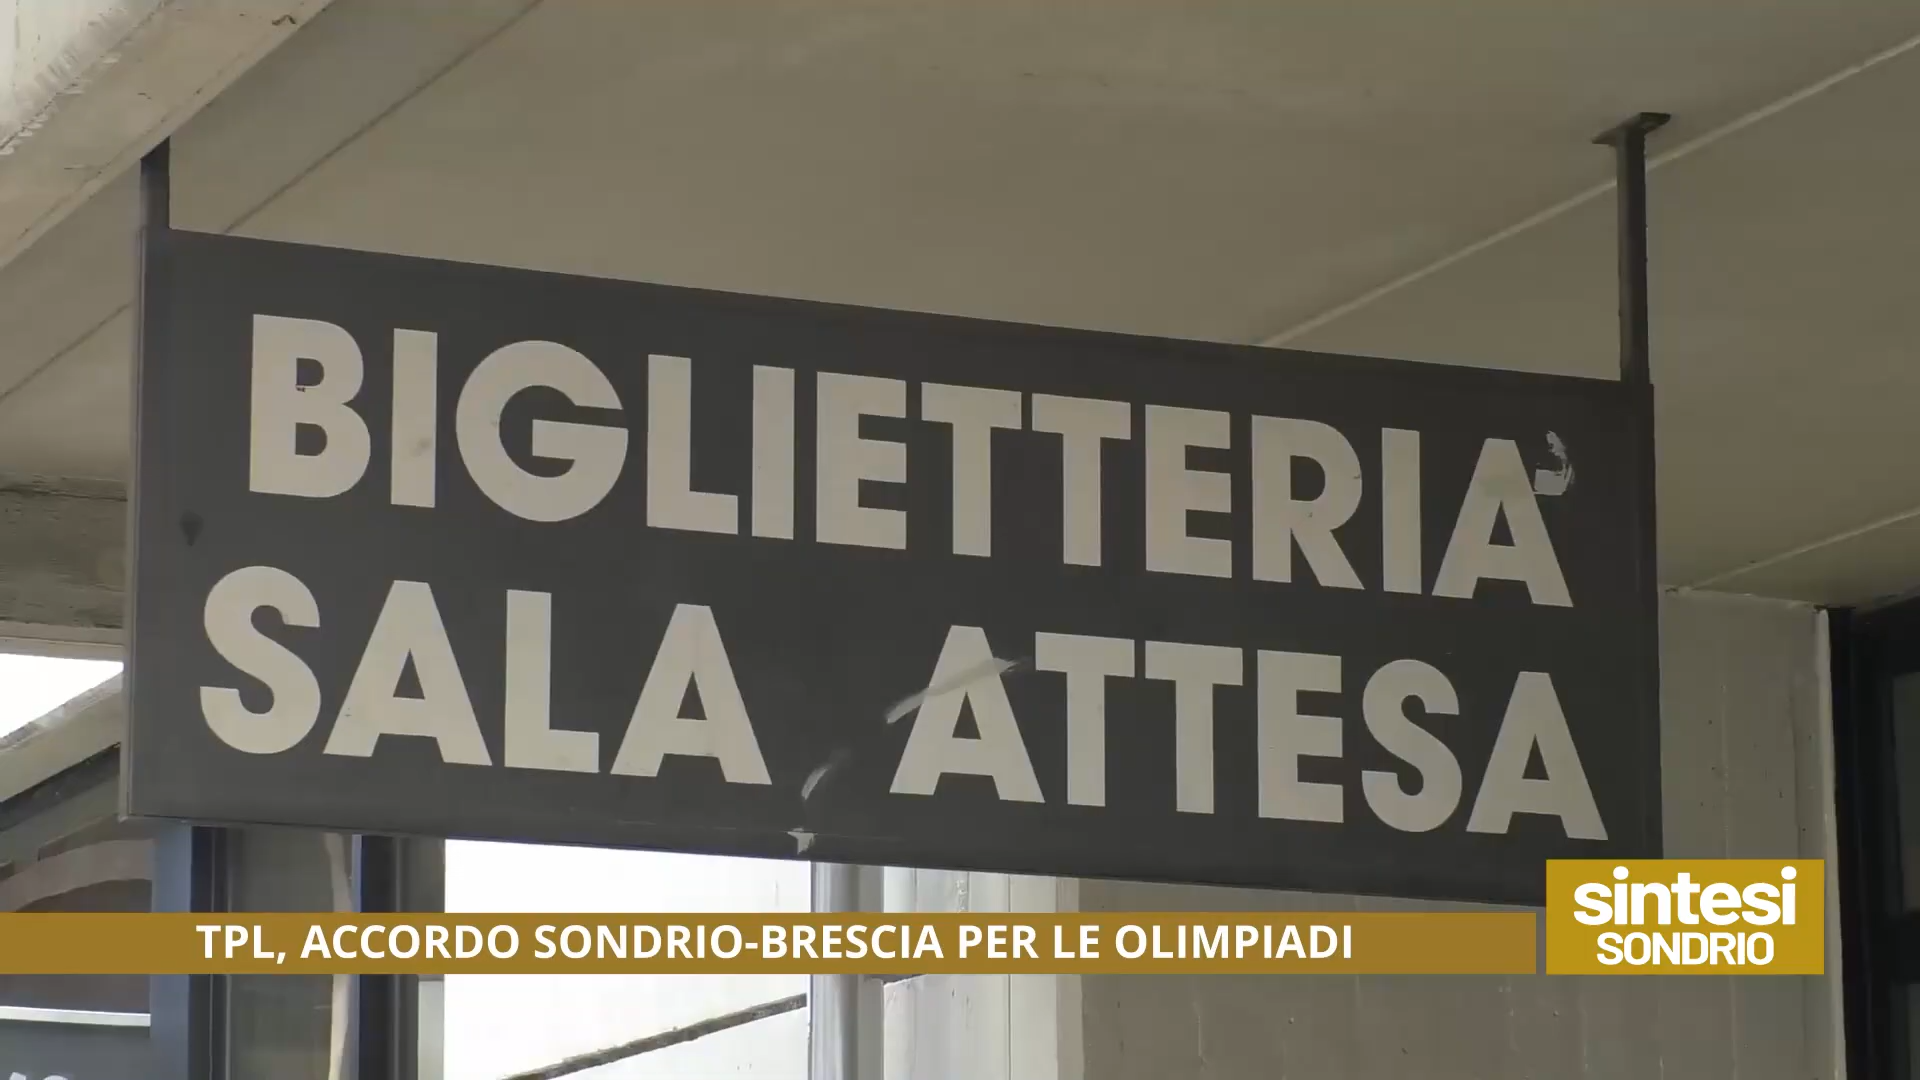 BIGLIETTERIA
SALA ATTESA
TPL, ACCORDO SONDRIO-BRESCIA PER LE OLIMPIADI
sintesi
SONDRIO